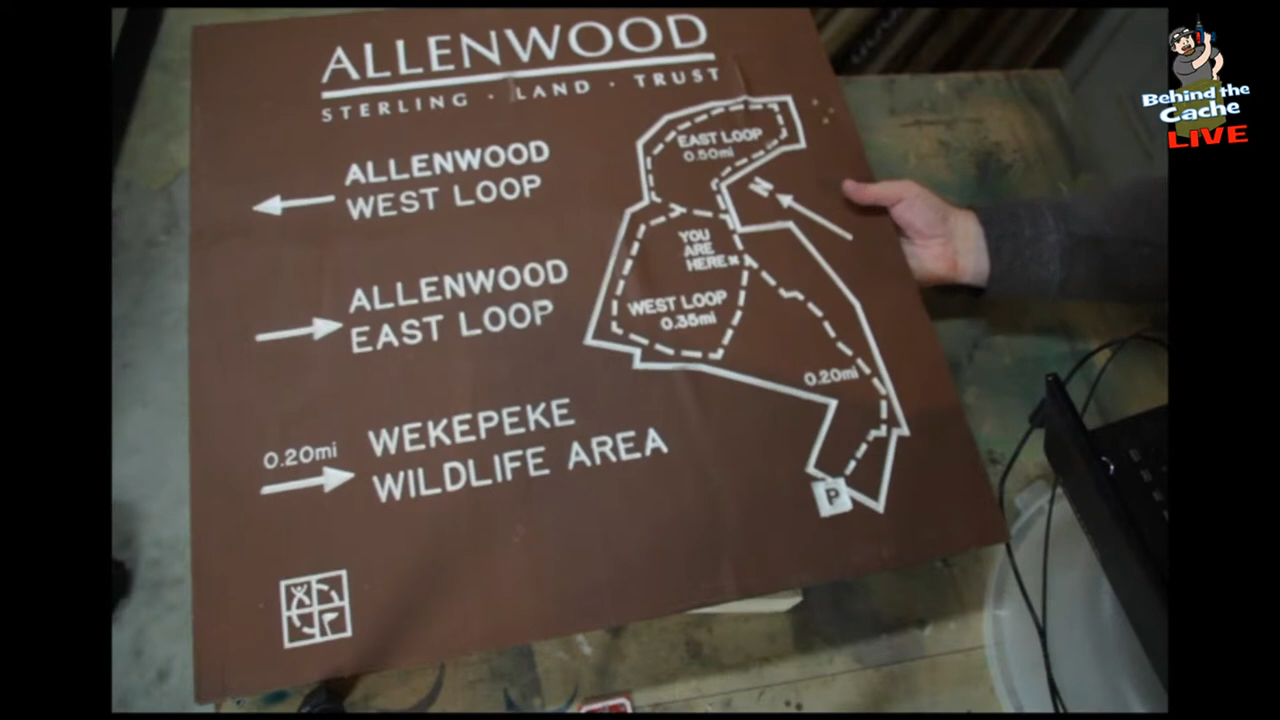 ALLENWOOD
STERLING · LAND · TRUST
ALLENWOOD
WEST LOOP
ALLENWOOD
EAST LOOP
0.20mi
WEKEPEKE
WILDLIFE AREA
EAST LOOP
0.50mi
N
YOU
ARE
HERE
WEST LOOP
0.35mi
0.20mi
P
Behind the
Cache
LIVE